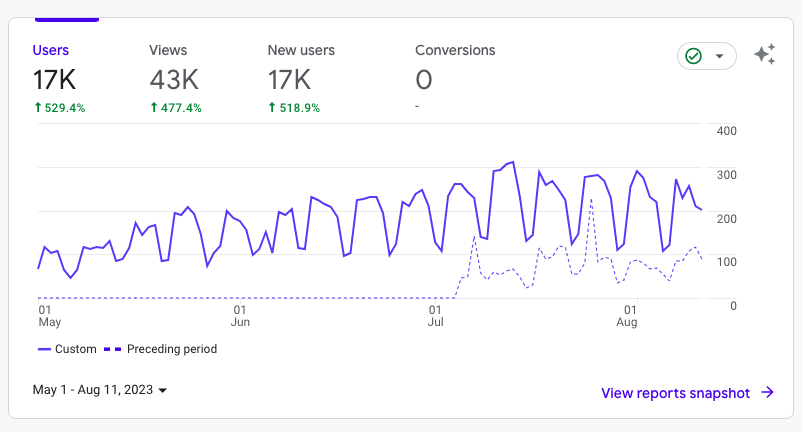 Users Views New users Conversions
17K 43K 17K 0
529.4% 477.4% 518.9% -
400
300
200
100
0
01 01 01 01
May Jun Jul Aug
Custom Preceding period
May 1 - Aug 11, 2023
View reports snapshot